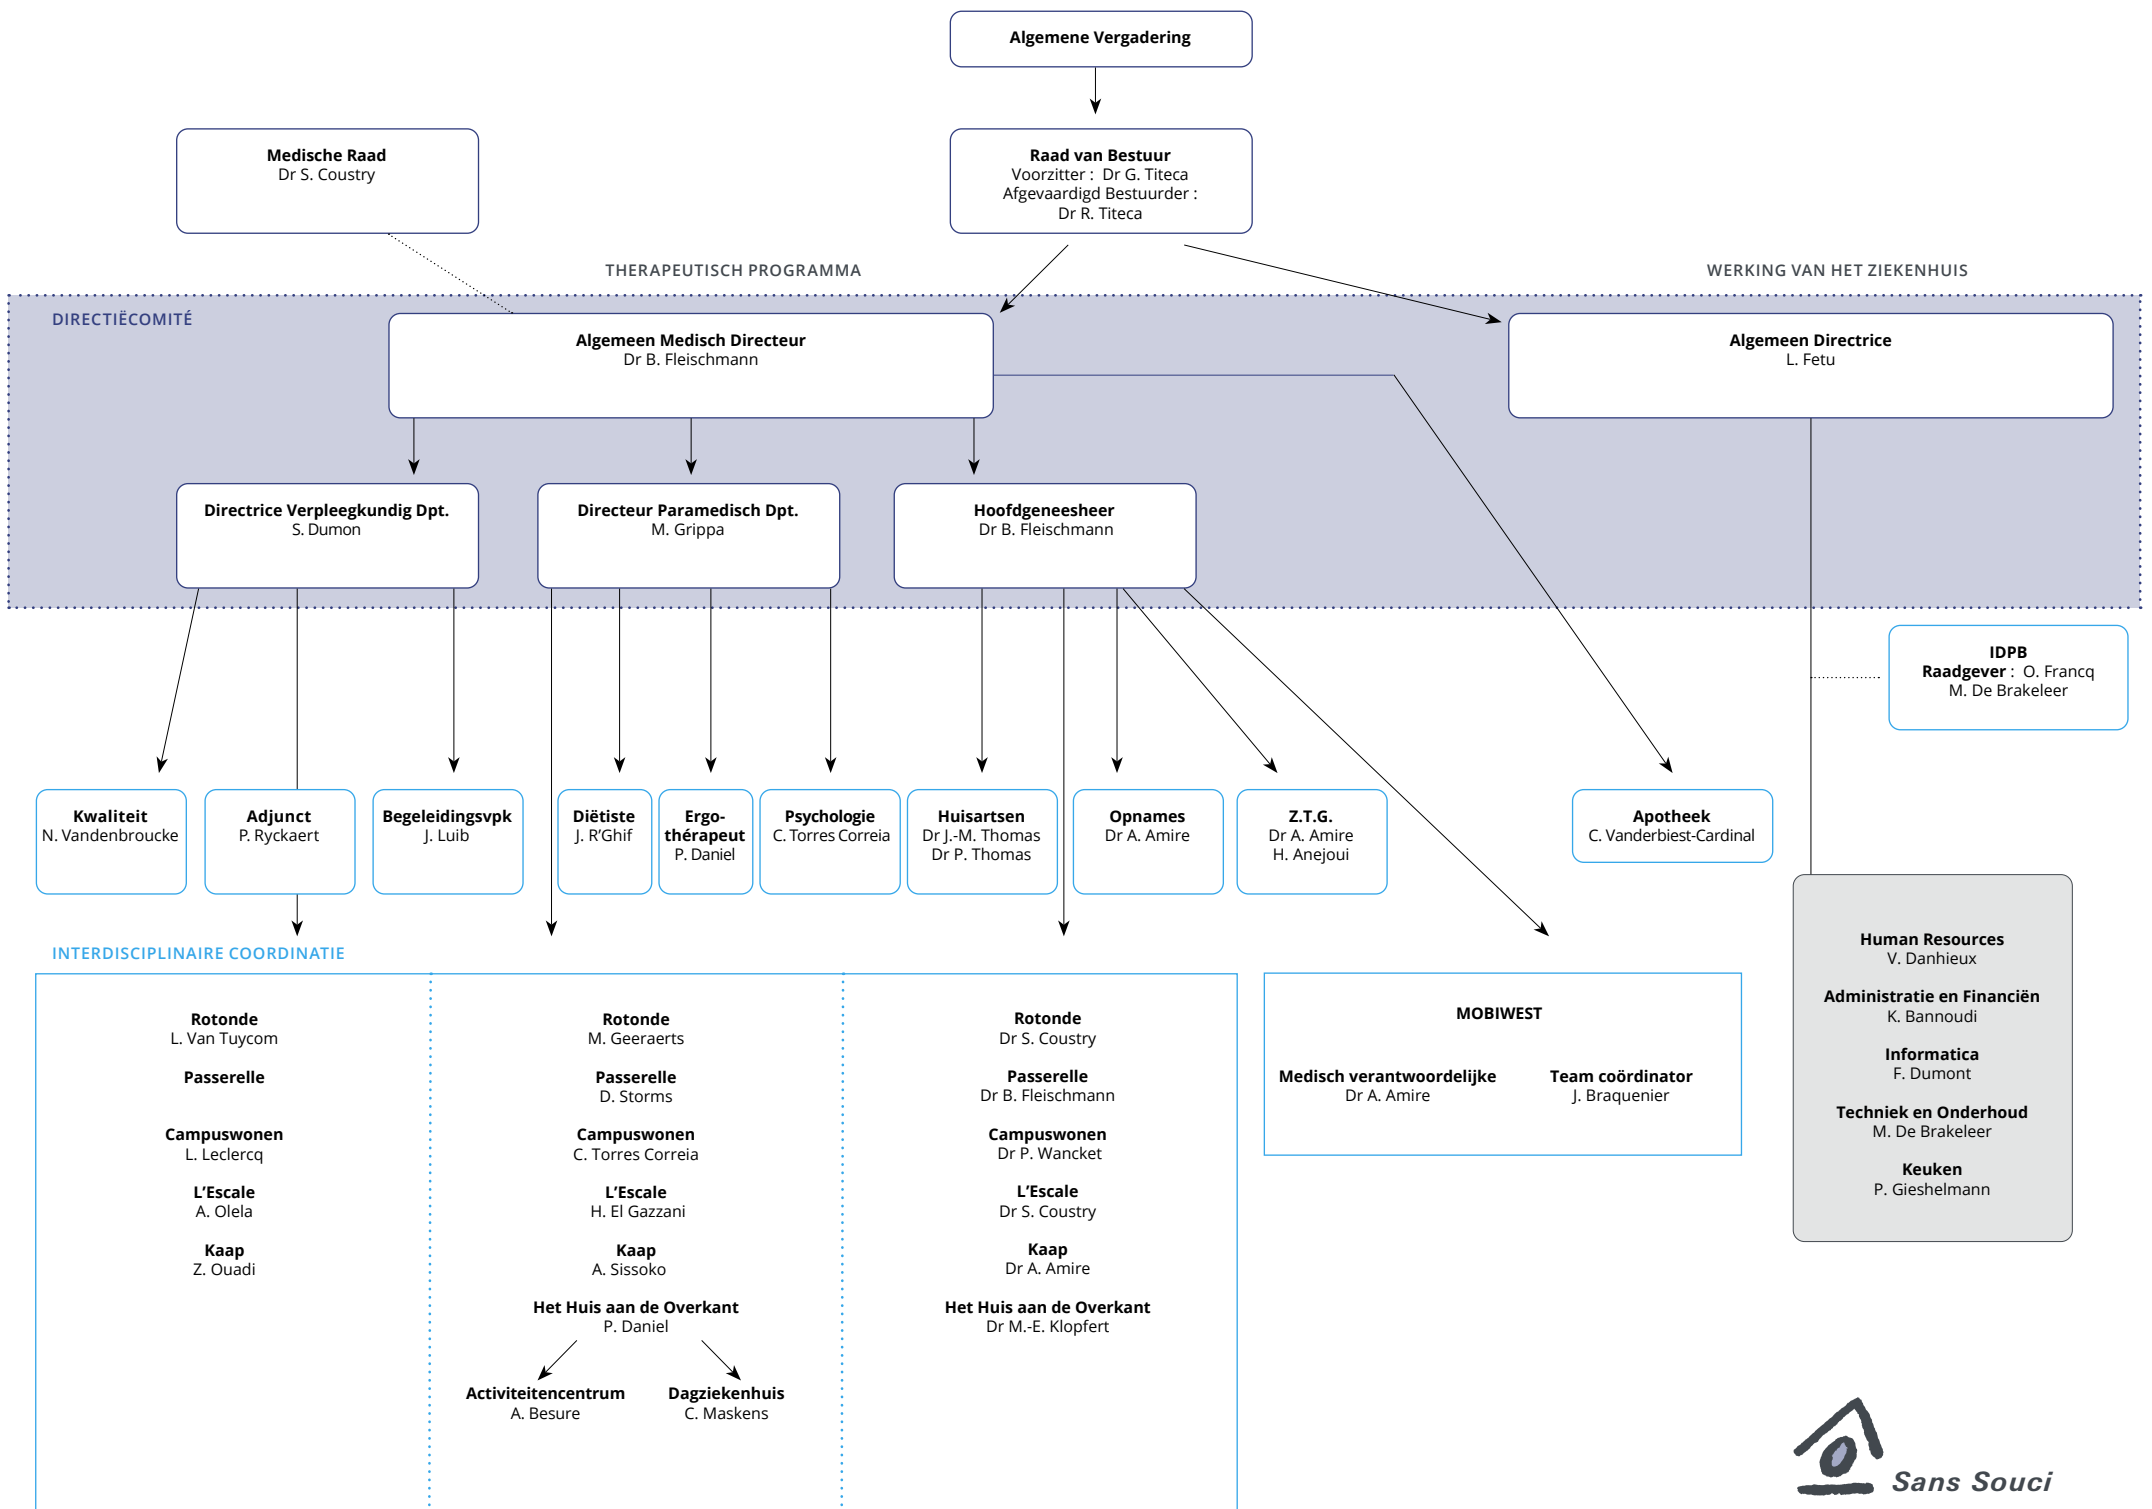 Algemene Vergadering
Medische Raad
Dr S. Coustry
Raad van Bestuur
Voorzitter :  Dr G. Titeca
Afgevaardigd Bestuurder :
Dr R. Titeca
THERAPEUTISCH PROGRAMMA
WERKING VAN HET ZIEKENHUIS
DIRECTIËCOMITÉ
Algemeen Medisch Directeur
Dr B. Fleischmann
Algemeen Directrice
L. Fetu
Directrice Verpleegkundig Dpt.
S. Dumon
Directeur Paramedisch Dpt.
M. Grippa
Hoofdgeneesheer
Dr B. Fleischmann
IDPB
Raadgever :  O. Francq
M. De Brakeleer
Kwaliteit
N. Vandenbroucke
Adjunct
P. Ryckaert
Begeleidingsvpk
J. Luib
Diëtiste
J. R’Ghif
Ergo-
thérapeut
P. Daniel
Psychologie
C. Torres Correia
Huisartsen
Dr J.-M. Thomas
Dr P. Thomas
Opnames
Dr A. Amire
Z.T.G.
Dr A. Amire
H. Anejoui
Apotheek
C. Vanderbiest-Cardinal
INTERDISCIPLINAIRE COORDINATIE
Rotonde
L. Van Tuycom
Passerelle
Campuswonen
L. Leclercq
L’Escale
A. Olela
Kaap
Z. Ouadi
Rotonde
M. Geeraerts
Passerelle
D. Storms
Campuswonen
C. Torres Correia
L’Escale
H. El Gazzani
Kaap
A. Sissoko
Het Huis aan de Overkant
P. Daniel
Activiteitencentrum
A. Besure
Dagziekenhuis
C. Maskens
Rotonde
Dr S. Coustry
Passerelle
Dr B. Fleischmann
Campuswonen
Dr P. Wancket
L’Escale
Dr S. Coustry
Kaap
Dr A. Amire
Het Huis aan de Overkant
Dr M.-E. Klopfert
MOBIWEST
Medisch verantwoordelijke
Dr A. Amire
Team coördinator
J. Braquenier
Human Resources
V. Danhieux
Administratie en Financiën
K. Bannoudi
Informatica
F. Dumont
Techniek en Onderhoud
M. De Brakeleer
Keuken
P. Gieshelmann
Sans Souci